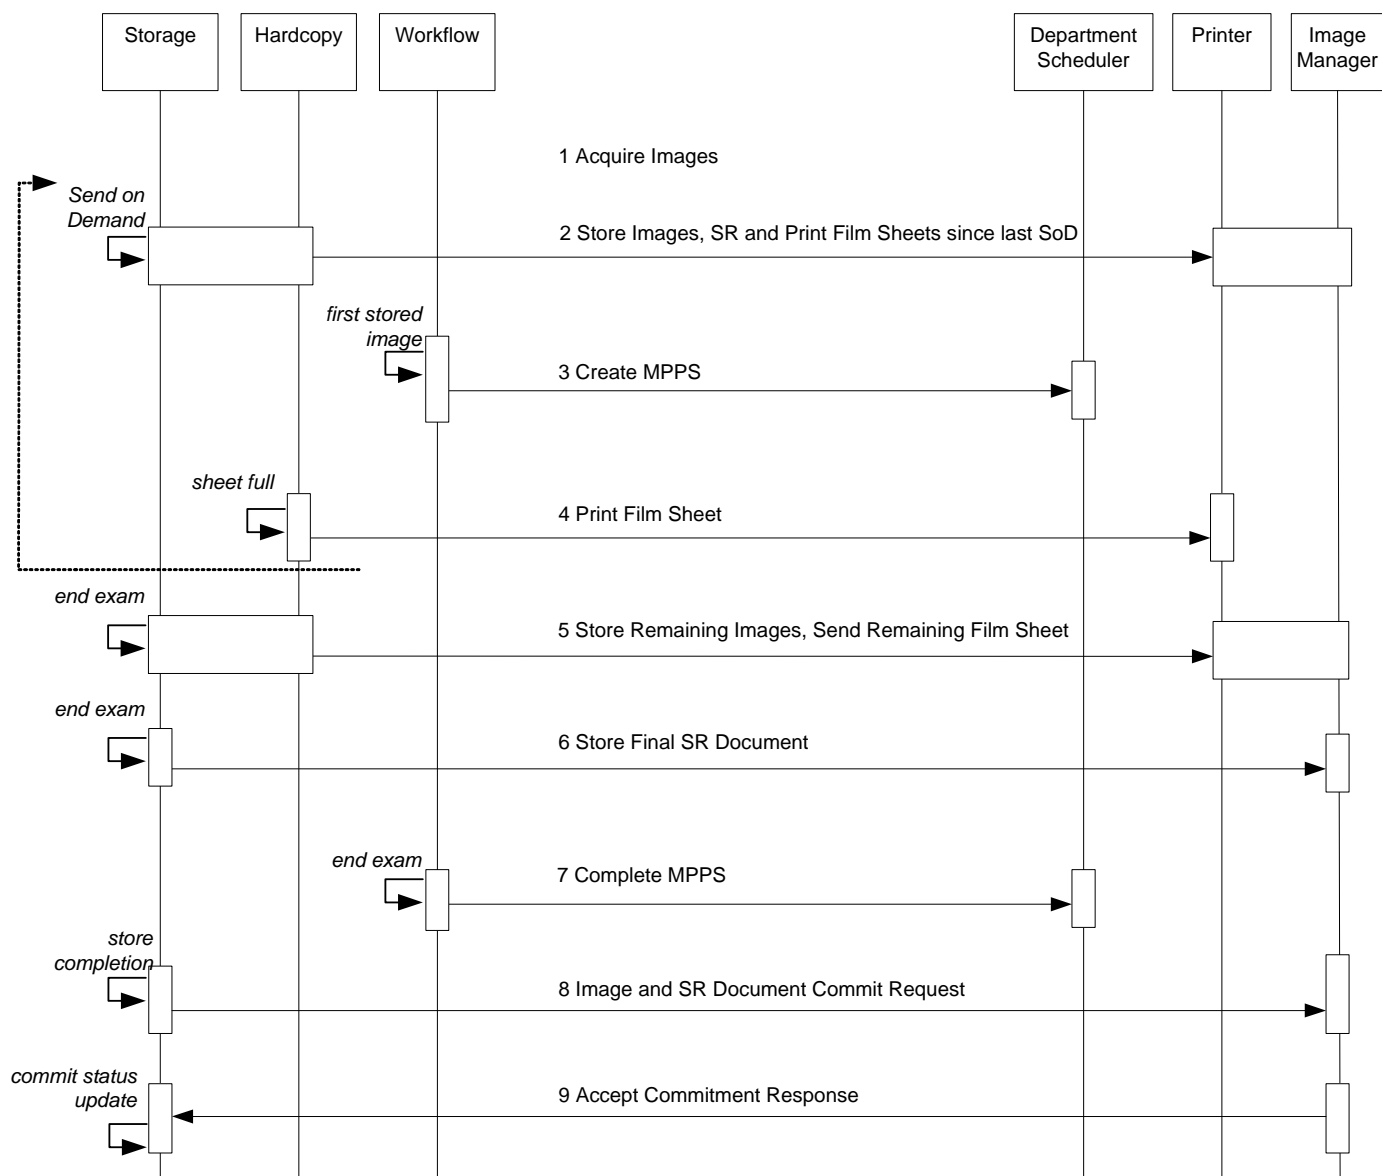 Storage
Hardcopy
Workflow
Department
Scheduler
Printer
Image
Manager
1 Acquire Images
Send on
Demand
2 Store Images, SR and Print Film Sheets since last SoD
first stored
image
3 Create MPPS
sheet full
4 Print Film Sheet
end exam
5 Store Remaining Images, Send Remaining Film Sheet
end exam
6 Store Final SR Document
end exam
7 Complete MPPS
store
completion
8 Image and SR Document Commit Request
commit status
update
9 Accept Commitment Response